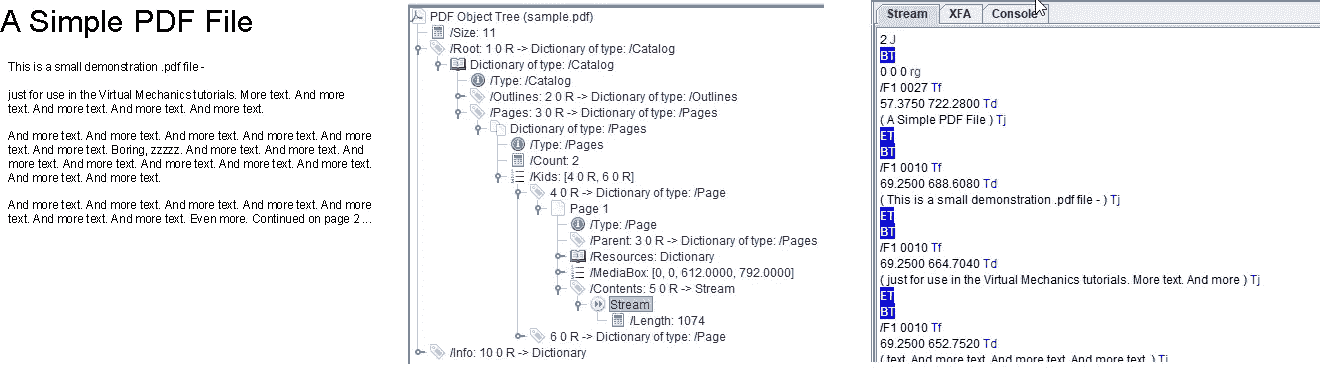 A Simple PDF File
This is a small demonstration .pdf file -
just for use in the Virtual Mechanics tutorials. More text. And more
text. And more text. And more text. And more text.
And more text. And more text. And more text. And more text. And more
text. And more text. Boring, zzzzz. And more text. And more text. And
more text. And more text. And more text. And more text. And more text.
And more text. And more text.
And more text. And more text. And more text. And more text. And more
text. And more text. And more text. Even more. Continued on page 2 ...
PDF Object Tree (sample.pdf)
/Size: 11
/Root: 1 0 R -> Dictionary of type: /Catalog
Dictionary of type: /Catalog
/Type: /Catalog
/Outlines: 2 0 R -> Dictionary of type: /Outlines
/Pages: 3 0 R -> Dictionary of type: /Pages
Dictionary of type: /Pages
/Type: /Pages
/Count: 2
/Kids: [4 0 R, 6 0 R]
4 0 R -> Dictionary of type: /Page
Page 1
/Type: /Page
/Parent: 3 0 R -> Dictionary of type: /Pages
/Resources: Dictionary
/MediaBox: [0, 0, 612.0000, 792.0000]
/Contents: 5 0 R -> Stream
Stream
/Length: 1074
6 0 R -> Dictionary of type: /Page
/Info: 10 0 R -> Dictionary
Stream XFA Console
2 J
BT
0 0 0 rg
/F1 0027 Tf
57.3750 722.2800 Td
( A Simple PDF File ) Tj
ET
BT
/F1 0010 Tf
69.2500 688.6080 Td
( This is a small demonstration .pdf file - ) Tj
ET
BT
/F1 0010 Tf
69.2500 664.7040 Td
( just for use in the Virtual Mechanics tutorials. More text. And more ) Tj
ET
BT
/F1 0010 Tf
69.2500 652.7520 Td
( text. And more text. And more text. And more text. ) Tj